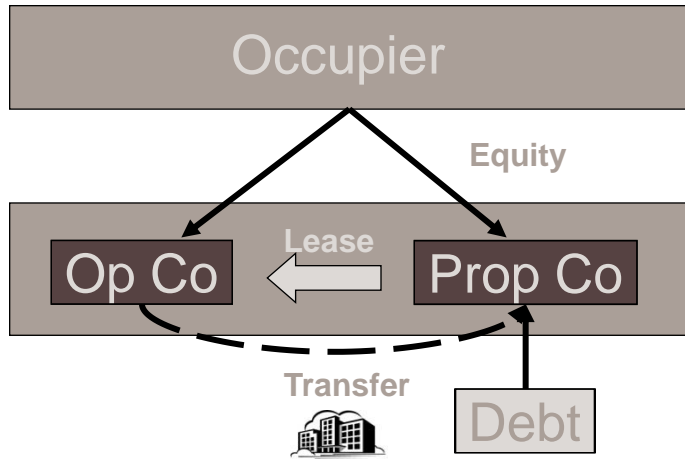 Occupier
Equity
Lease
Op Co
Prop Co
Transfer
Debt